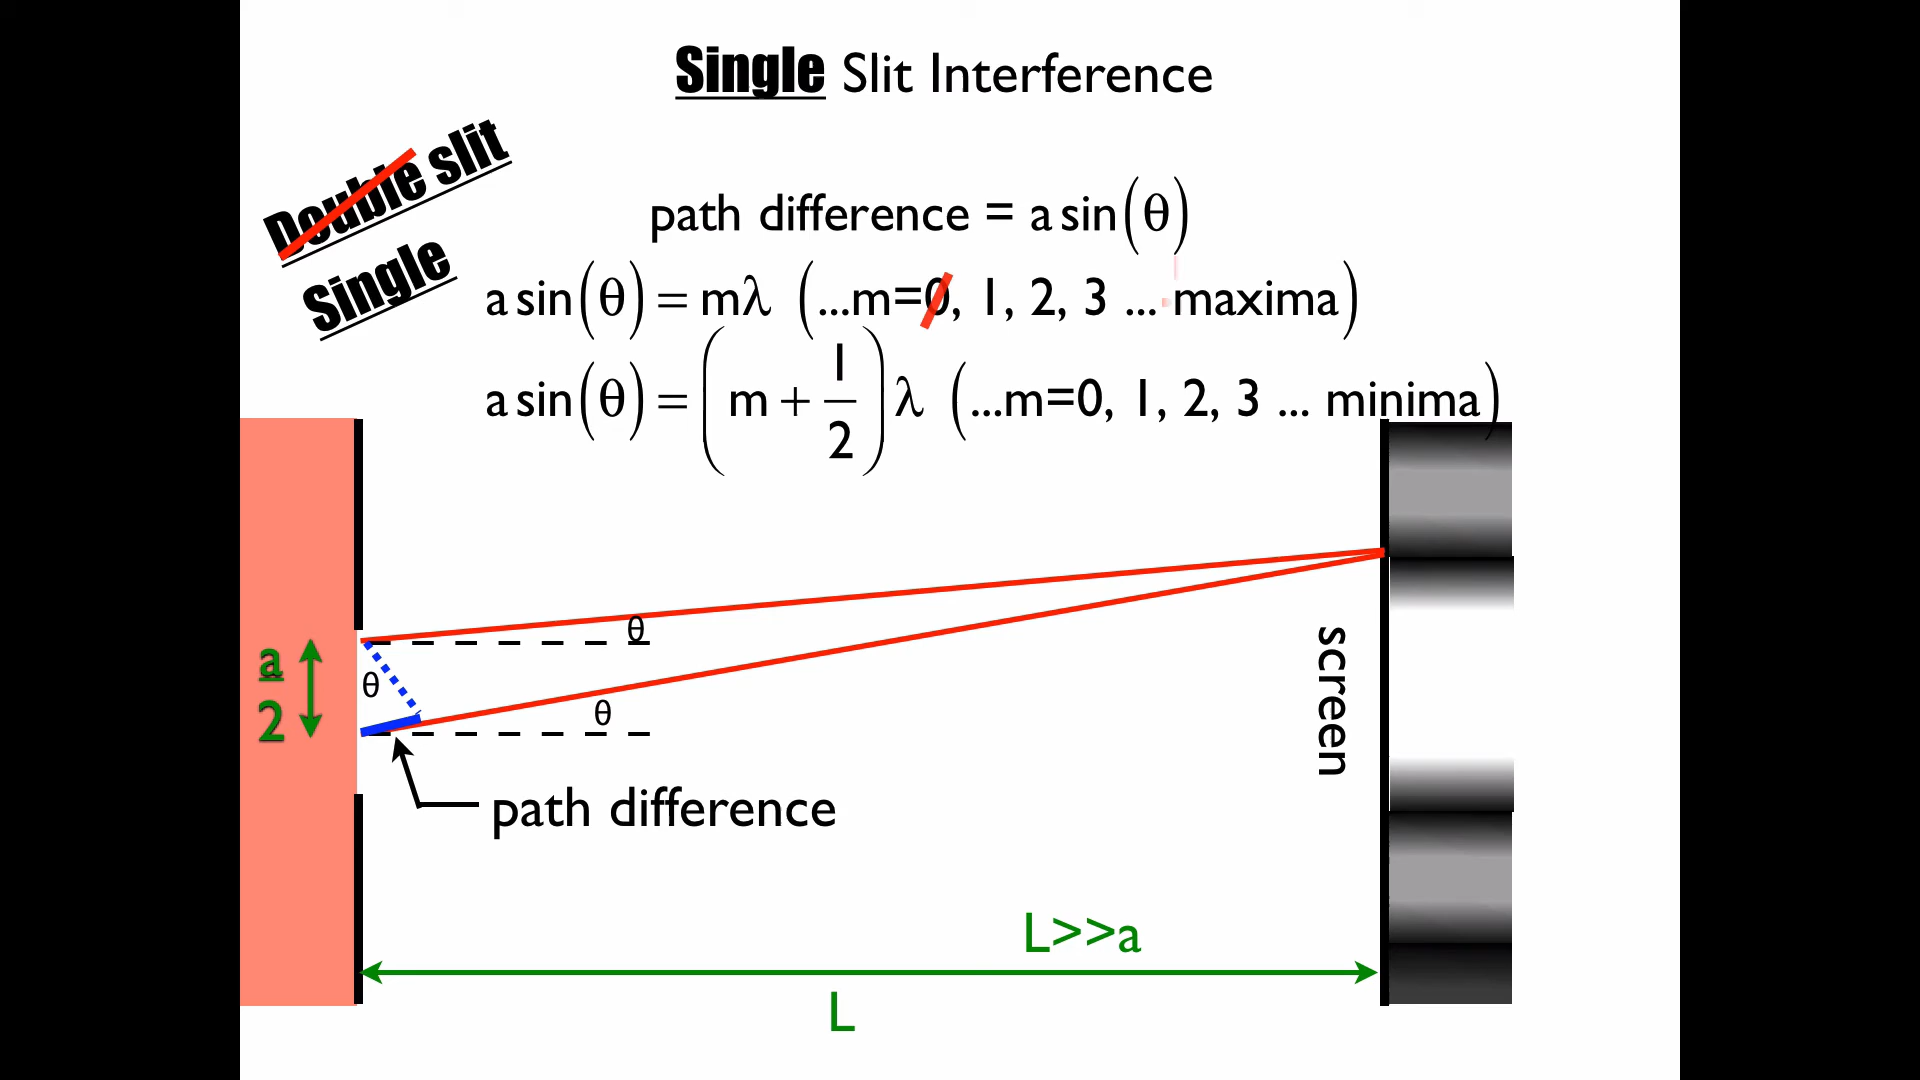 Single Slit Interference
Double slit
Single
path difference = a sin(θ)
a sin(θ) = mλ (...m=0, 1, 2, 3 ... maxima)
a sin(θ) = (m + 1/2)λ (...m=0, 1, 2, 3 ... minima)
θ
a/2
θ
θ
screen
path difference
L>>a
L